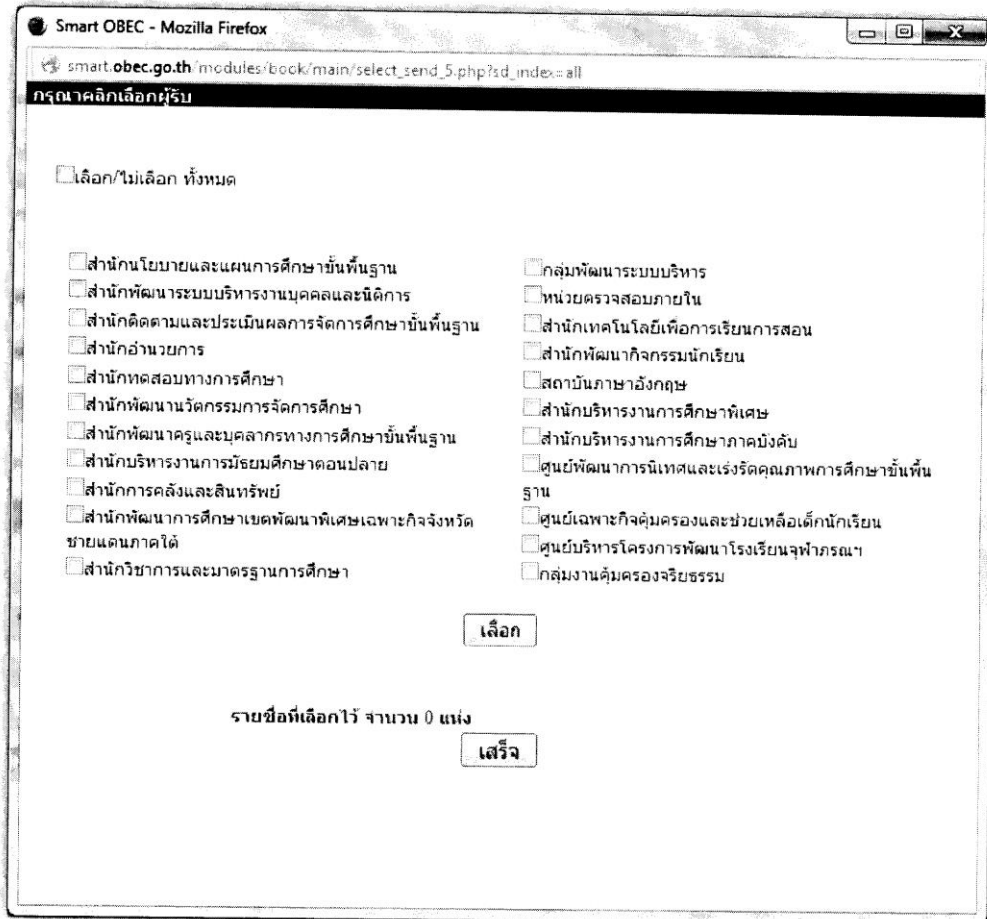 Smart OBEC - Mozilla Firefox
smart.obec.go.th/modules/book/main/select_send_5.php?sd_index=all
กรุณาคลิกเลือกผู้รับ
เลือก/ไม่เลือก ทั้งหมด
สำนักนโยบายและแผนการศึกษาขั้นพื้นฐาน
สำนักพัฒนาระบบบริหารงานบุคคลและนิติการ
สำนักติดตามและประเมินผลการจัดการศึกษาขั้นพื้นฐาน
สำนักอำนวยการ
สำนักทดสอบทางการศึกษา
สำนักพัฒนานวัตกรรมการจัดการศึกษา
สำนักพัฒนาครูและบุคลากรทางการศึกษาขั้นพื้นฐาน
สำนักบริหารงานการมัธยมศึกษาตอนปลาย
สำนักการคลังและสินทรัพย์
สำนักพัฒนาการศึกษาเขตพัฒนาพิเศษเฉพาะกิจจังหวัด
ชายแดนภาคใต้
สำนักวิชาการและมาตรฐานการศึกษา
กลุ่มพัฒนาระบบบริหาร
หน่วยตรวจสอบภายใน
สำนักเทคโนโลยีเพื่อการเรียนการสอน
สำนักพัฒนากิจกรรมนักเรียน
สถาบันภาษาอังกฤษ
สำนักบริหารงานการศึกษาพิเศษ
สำนักบริหารงานการศึกษาภาคบังคับ
ศูนย์พัฒนาการนิเทศและเร่งรัดคุณภาพการศึกษาขั้นพื้น
ฐาน
ศูนย์เฉพาะกิจคุ้มครองและช่วยเหลือเด็กนักเรียน
ศูนย์บริหารโครงการพัฒนาโรงเรียนจุฬาภรณฯ
กลุ่มงานคุ้มครองจริยธรรม
เลือก
รายชื่อที่เลือกไว้ จำนวน 0 แห่ง
เสร็จ